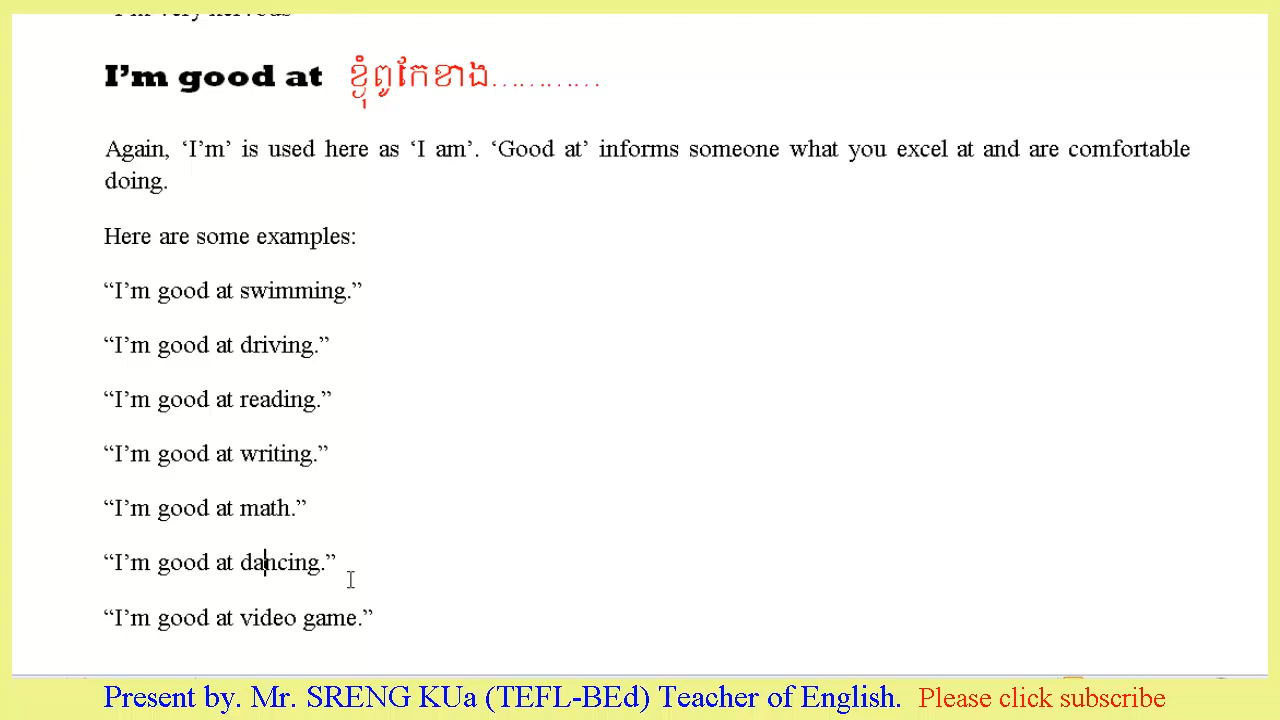 I'm good at ខ្ញុំពូកែខាង............
Again, ‘I’m’ is used here as ‘I am’. ‘Good at’ informs someone what you excel at and are comfortable
doing.
Here are some examples:
“I’m good at swimming.”
“I’m good at driving.”
“I’m good at reading.”
“I’m good at writing.”
“I’m good at math.”
“I’m good at dancing.”
“I’m good at video game.”
Present by. Mr. SRENG KUa (TEFL-BEd) Teacher of English. Please click subscribe